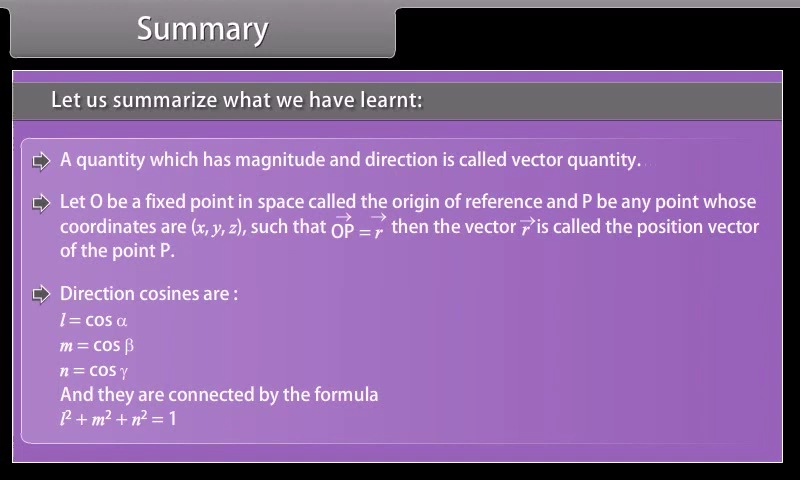 Summary
Let us summarize what we have learnt:
A quantity which has magnitude and direction is called vector quantity.
Let O be a fixed point in space called the origin of reference and P be any point whose
coordinates are (x, y, z), such that OP⃗ = r⃗ then the vector r⃗ is called the position vector
of the point P.
Direction cosines are :
l = cos α
m = cos β
n = cos γ
And they are connected by the formula
l² + m² + n² = 1